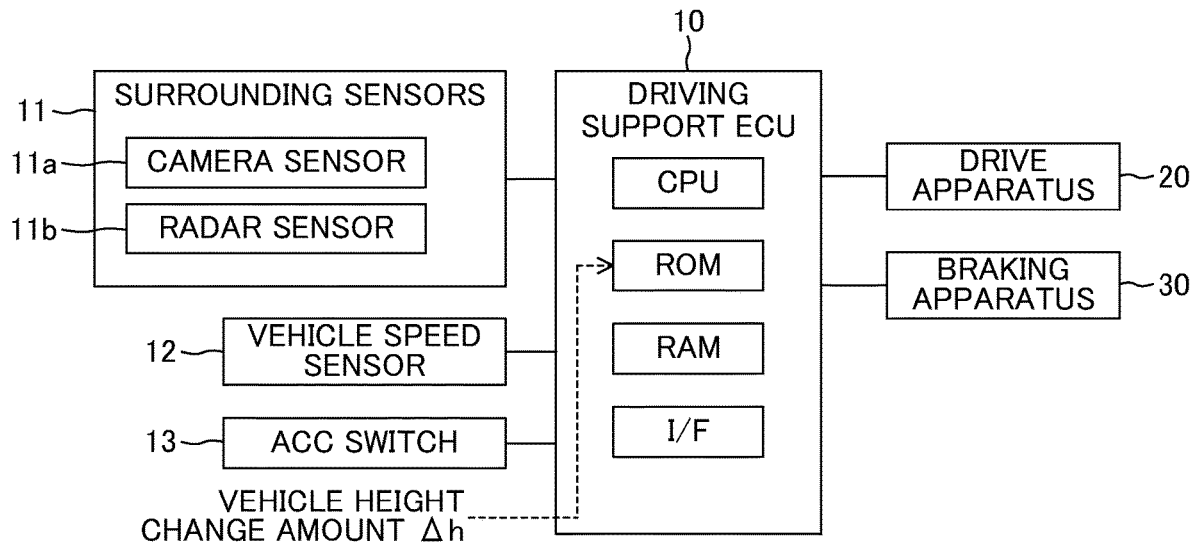 10
11
SURROUNDING SENSORS
11a
CAMERA SENSOR
11b
RADAR SENSOR
12
VEHICLE SPEED
SENSOR
13
ACC SWITCH
VEHICLE HEIGHT
CHANGE AMOUNT Δh
DRIVING
SUPPORT ECU
CPU
ROM
RAM
I/F
DRIVE
APPARATUS
20
BRAKING
APPARATUS
30